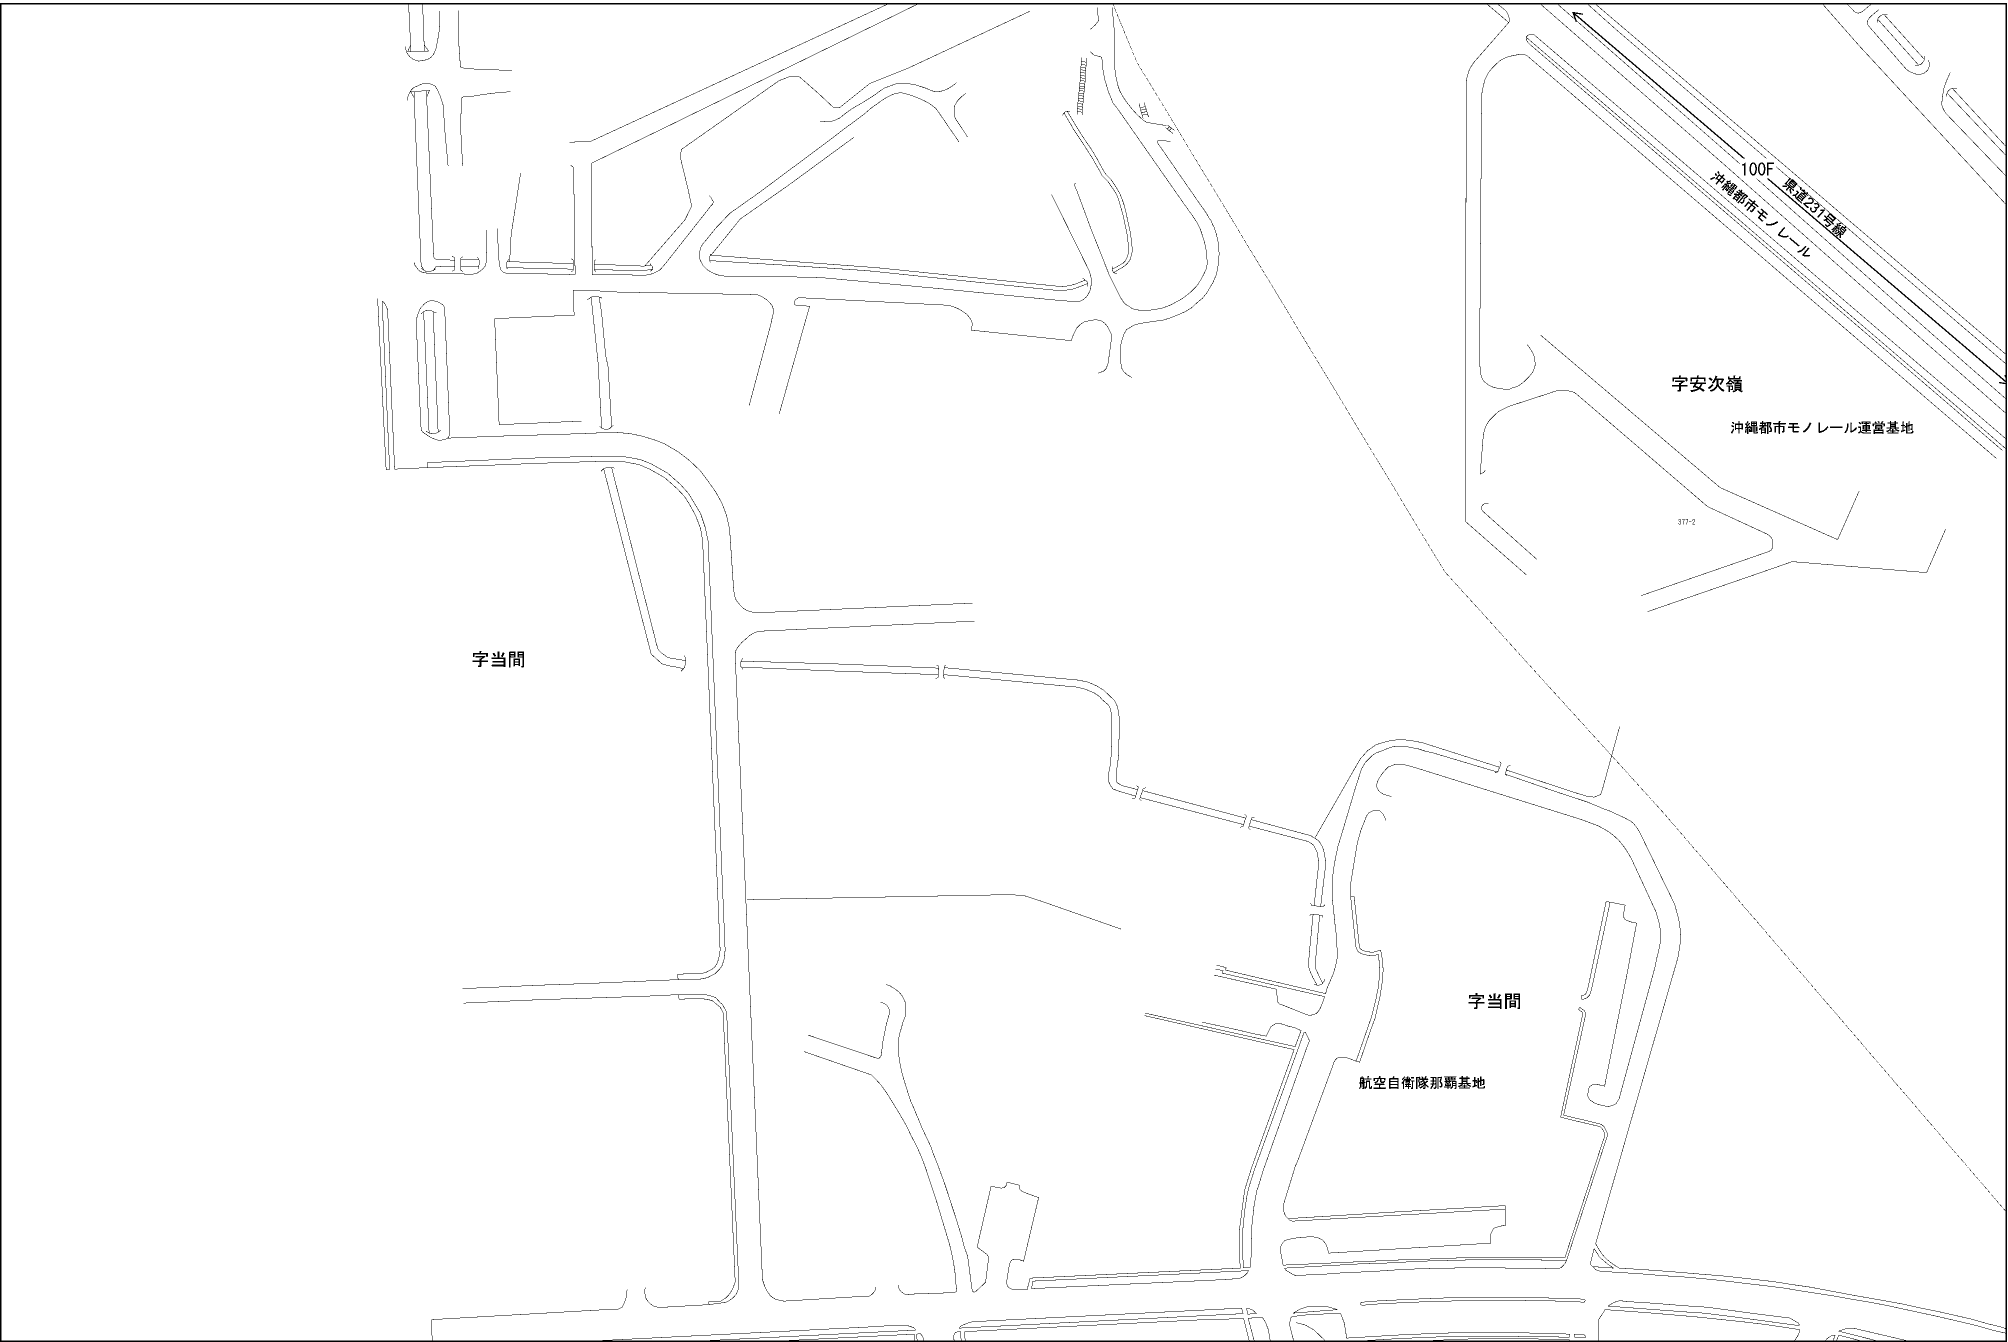 100F
県道231号線
沖縄都市モノレール
字安次嶺
沖縄都市モノレール運営基地
377-2
字当間
字当間
航空自衛隊那覇基地